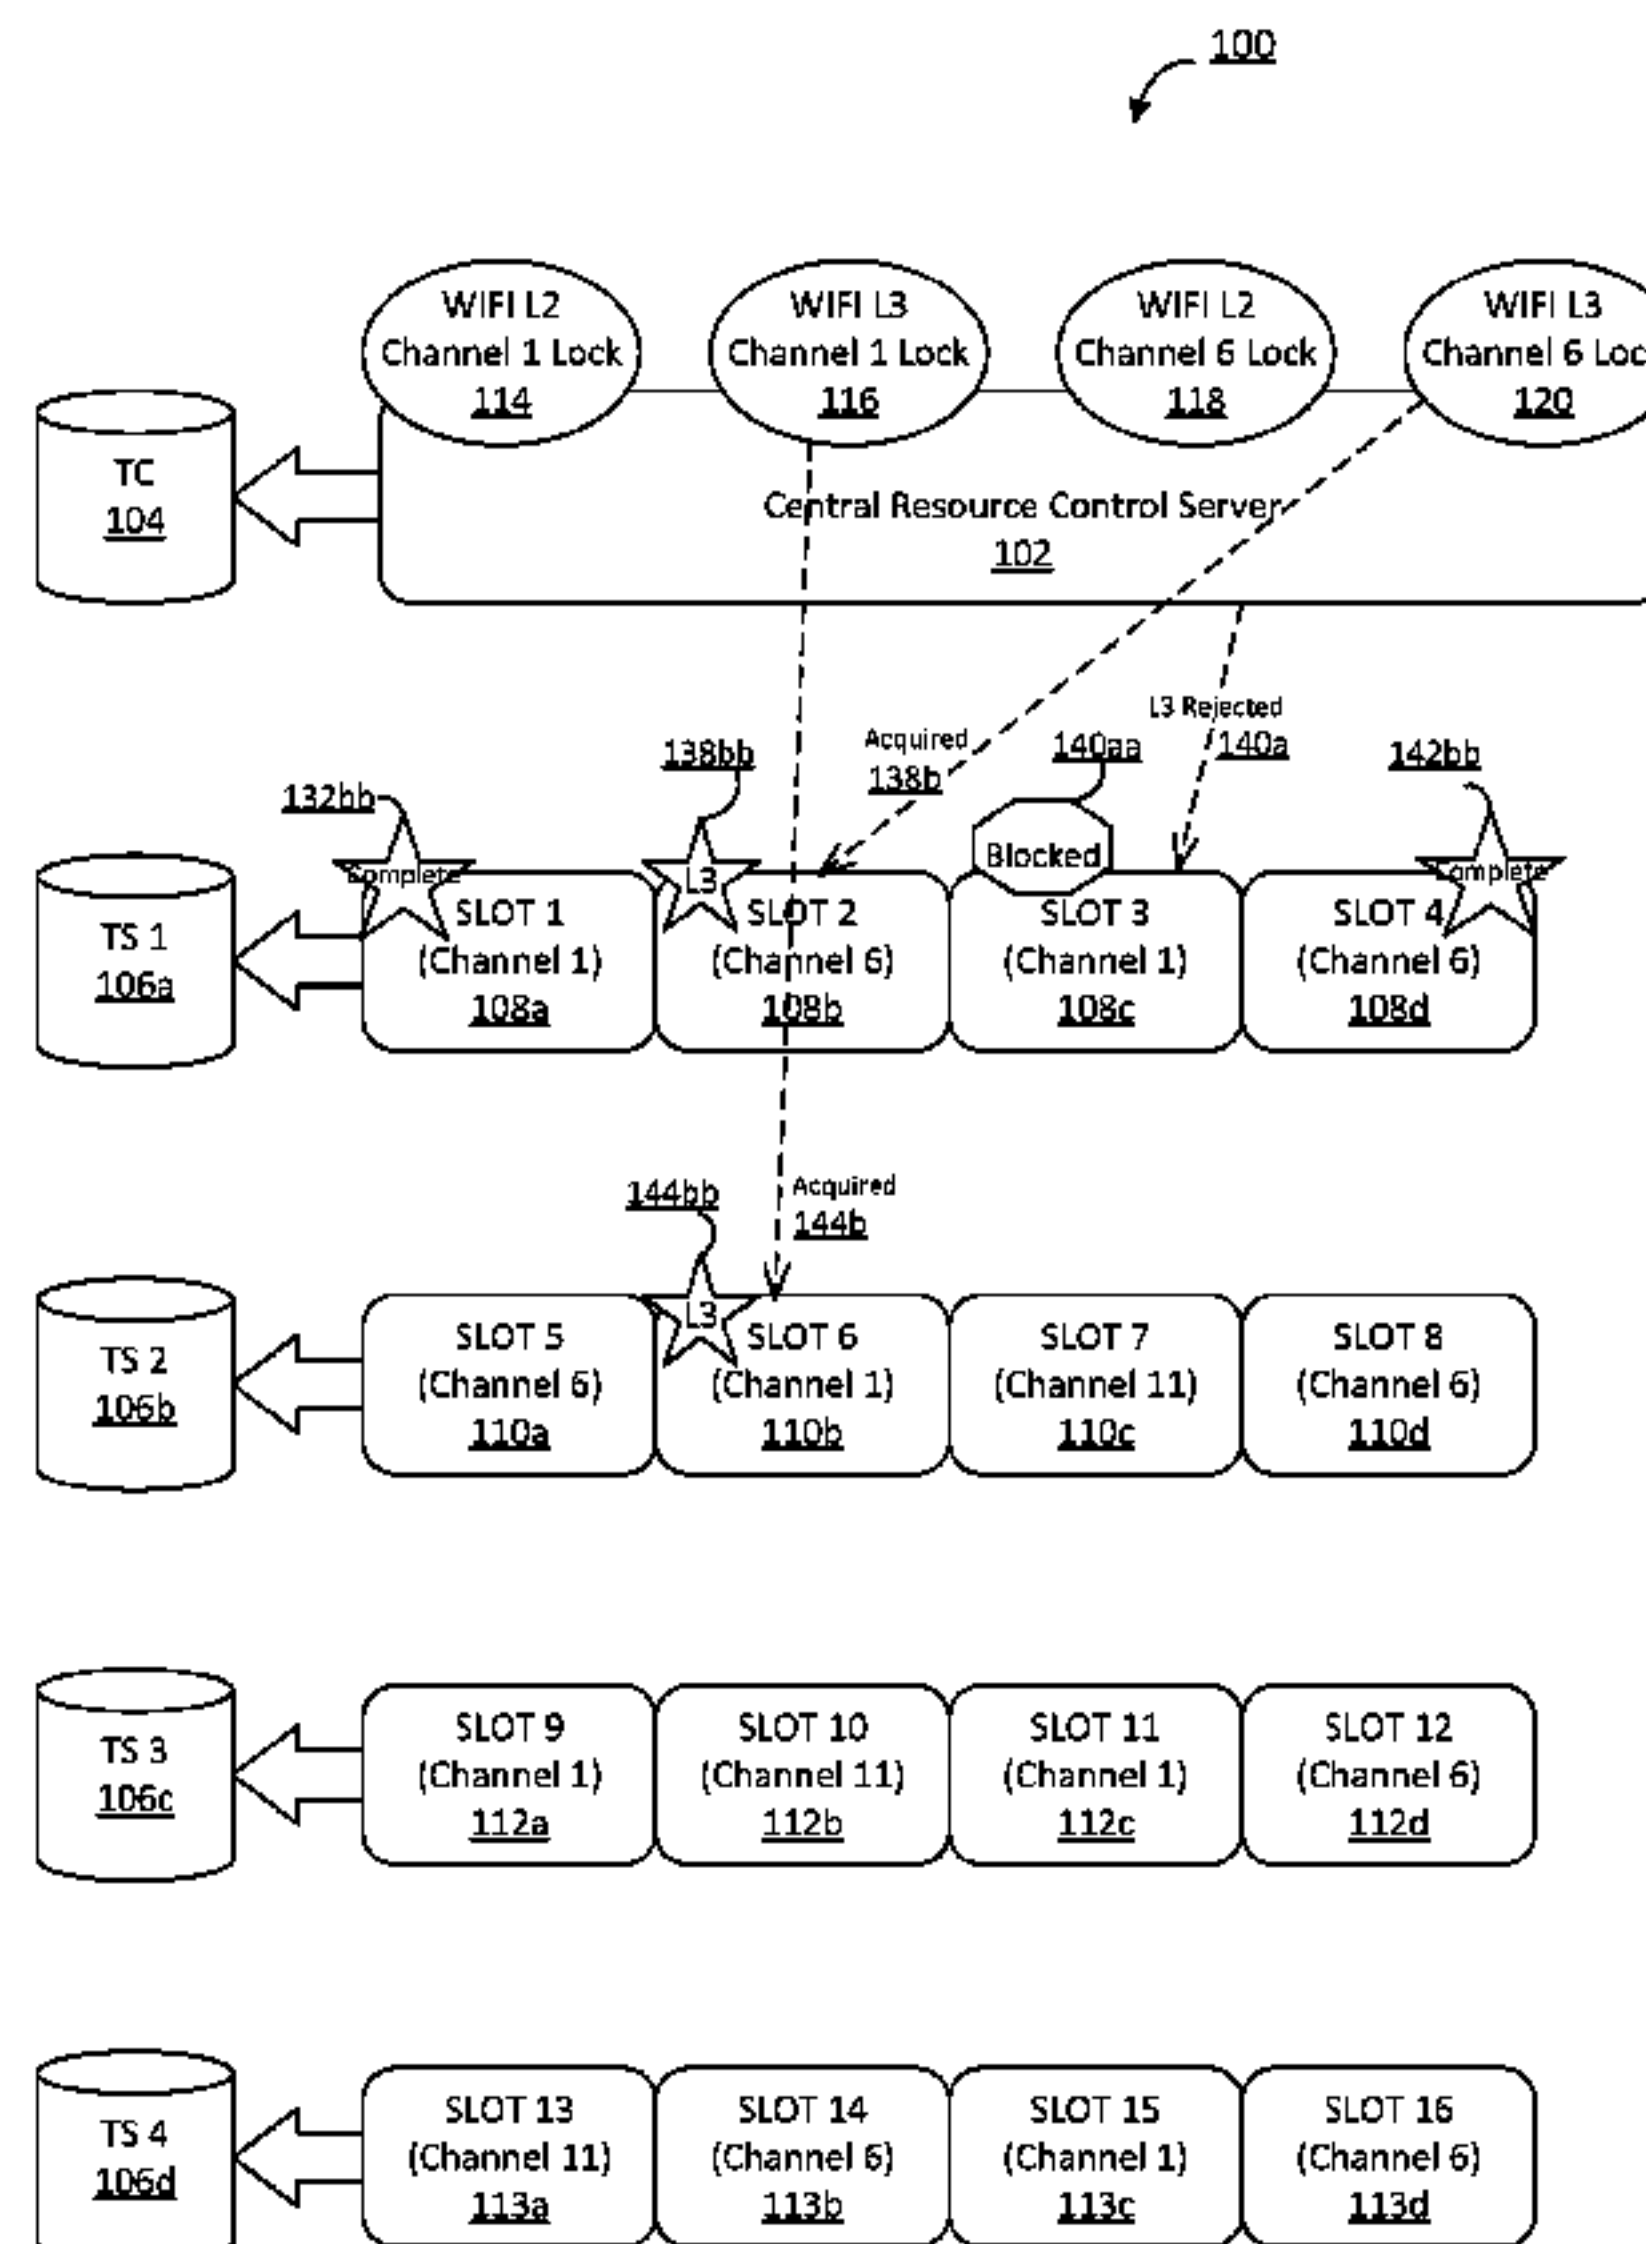 100
WIFI L2
Channel 1 Lock
114
WIFI L3
Channel 1 Lock
116
WIFI L2
Channel 6 Lock
118
WIFI L3
Channel 6 Loc
120
TC
104
Central Resource Control Server
102
L3 Rejected
140a
Acquired
138b
138bb
140aa
142bb
132bb
Complete
L3
Blocked
Complete
TS 1
106a
SLOT 1
(Channel 1)
108a
SLOT 2
(Channel 6)
108b
SLOT 3
(Channel 1)
108c
SLOT 4
(Channel 6)
108d
144bb
Acquired
144b
L3
TS 2
106b
SLOT 5
(Channel 6)
110a
SLOT 6
(Channel 1)
110b
SLOT 7
(Channel 11)
110c
SLOT 8
(Channel 6)
110d
TS 3
106c
SLOT 9
(Channel 1)
112a
SLOT 10
(Channel 11)
112b
SLOT 11
(Channel 1)
112c
SLOT 12
(Channel 6)
112d
TS 4
106d
SLOT 13
(Channel 11)
113a
SLOT 14
(Channel 6)
113b
SLOT 15
(Channel 1)
113c
SLOT 16
(Channel 6)
113d